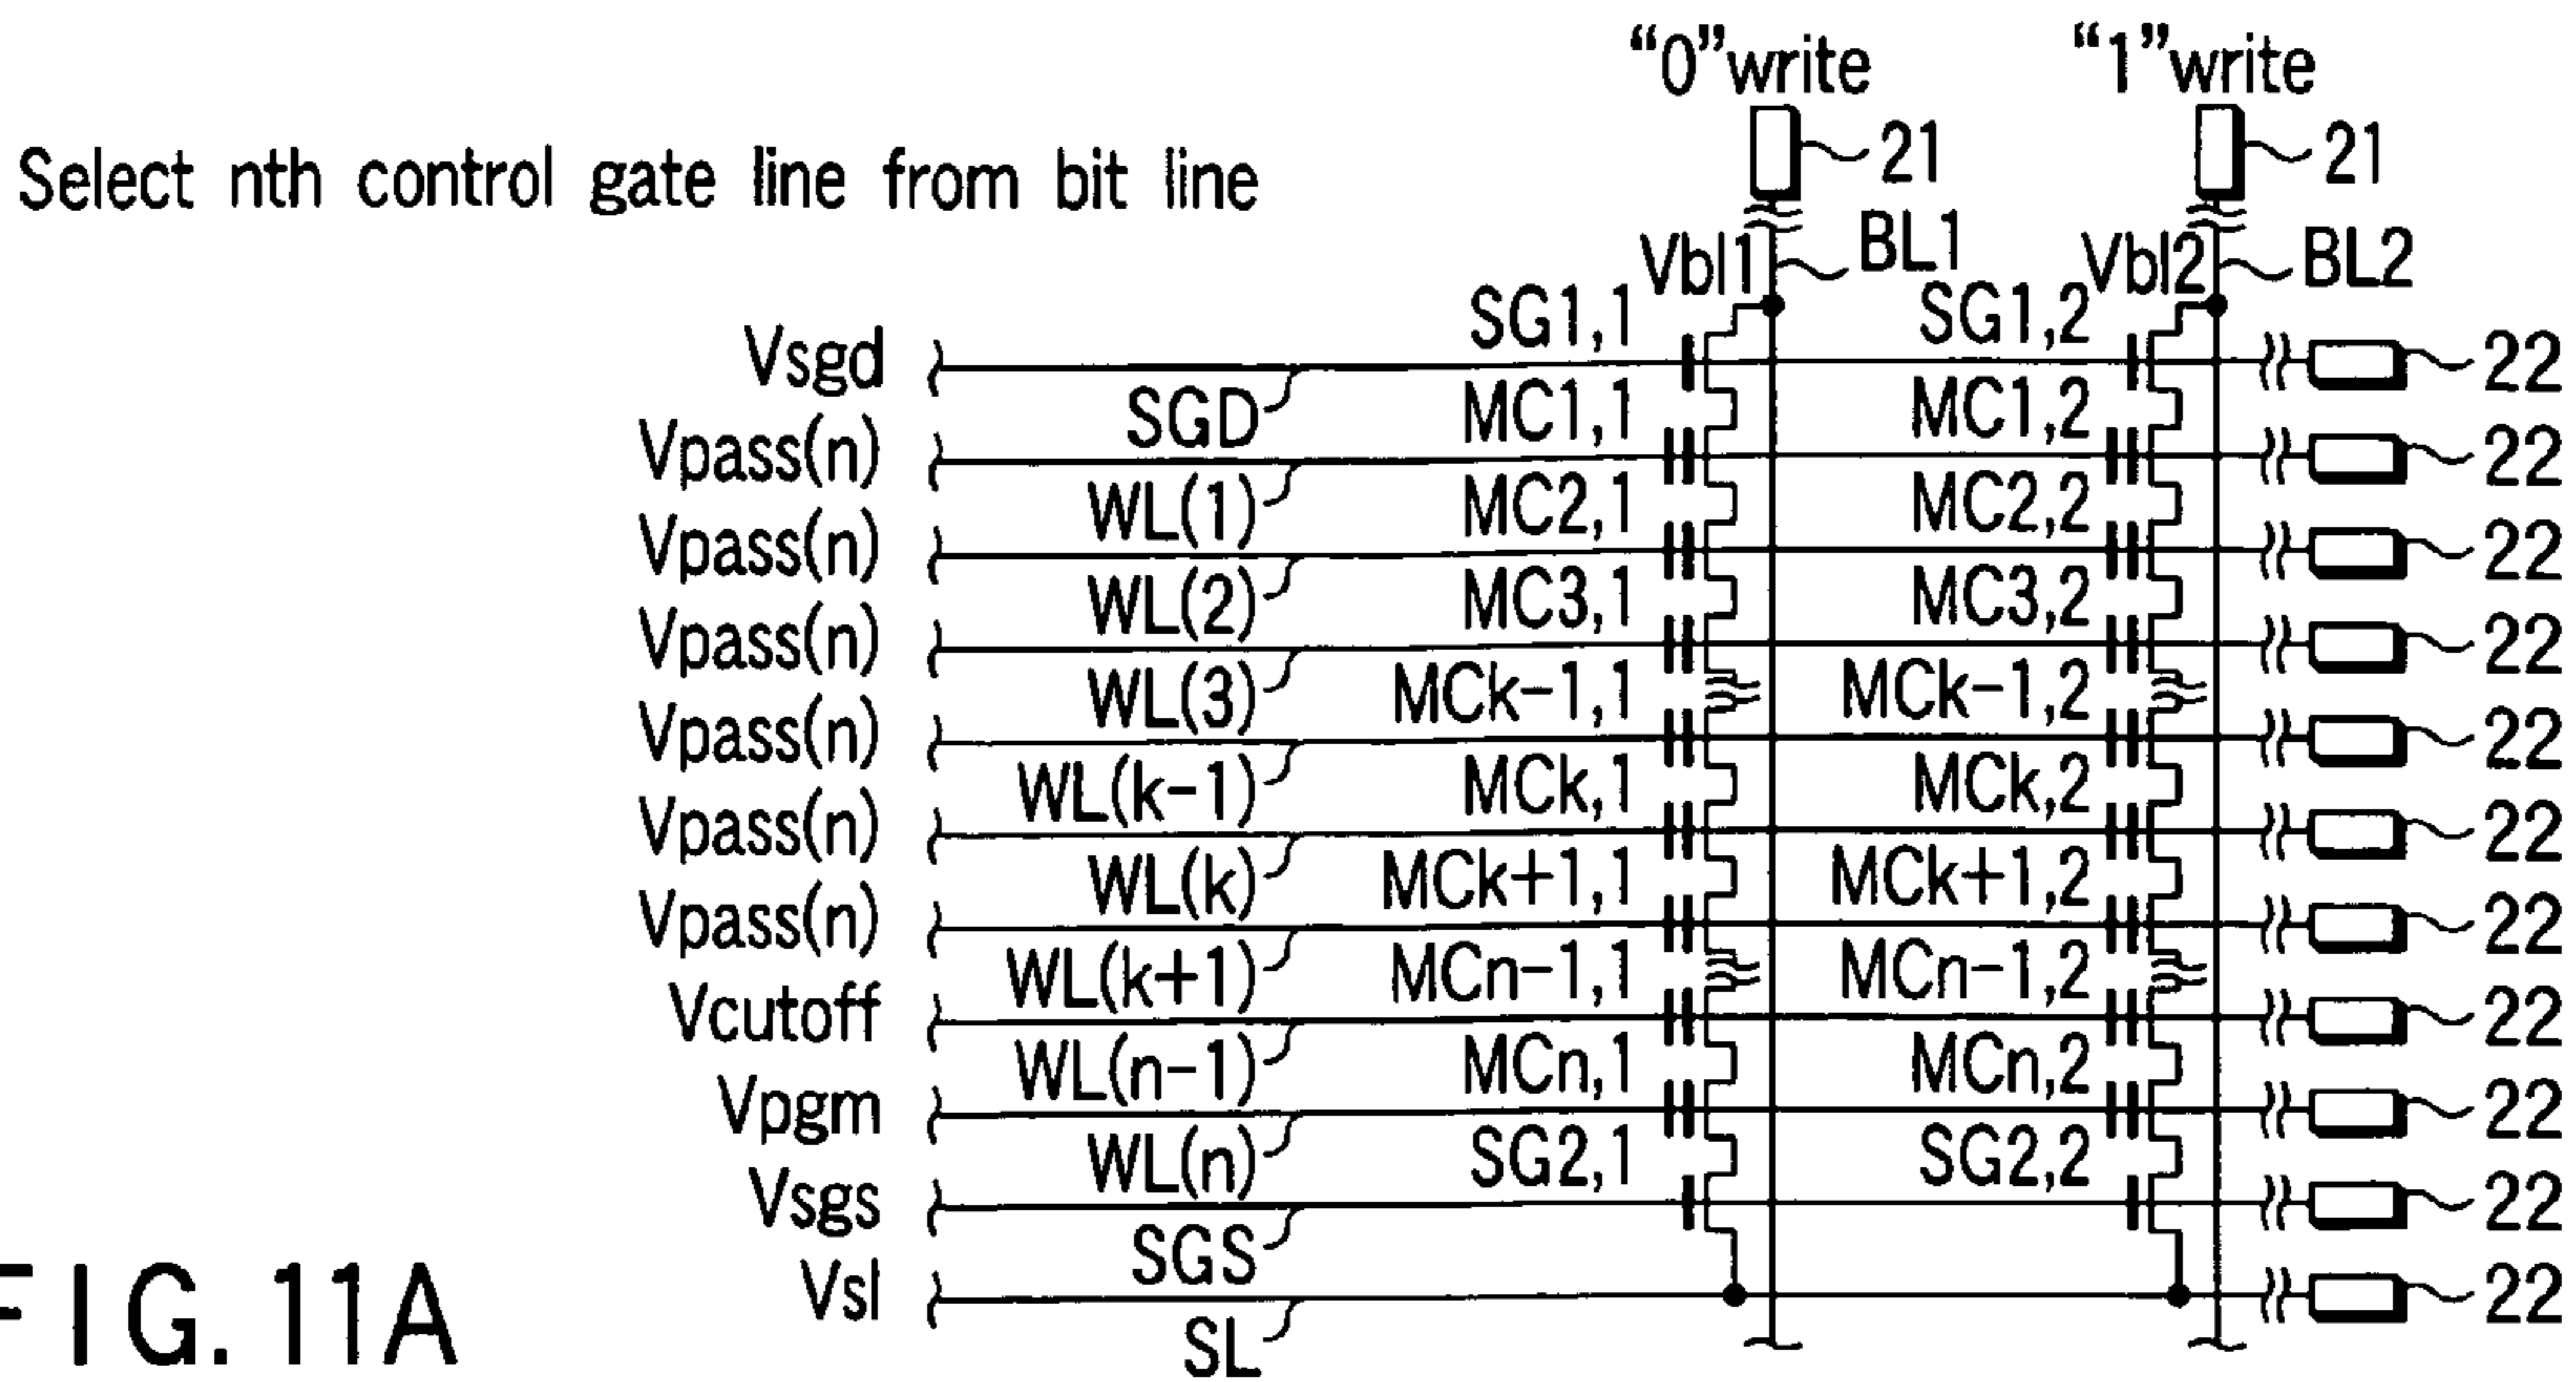 "0"write "1"write
21 21
Select nth control gate line from bit line
Vbl1 BL1 Vbl2 BL2
SG1,1 SG1,2
Vsgd 22
SGD MC1,1 MC1,2
Vpass(n) 22
WL(1) MC2,1 MC2,2
Vpass(n) 22
WL(2) MC3,1 MC3,2
Vpass(n) 22
WL(3) MCk-1,1 MCk-1,2
Vpass(n) 22
WL(k-1) MCk,1 MCk,2
Vpass(n) 22
WL(k) MCk+1,1 MCk+1,2
Vpass(n) 22
WL(k+1) MCn-1,1 MCn-1,2
Vcutoff 22
WL(n-1) MCn,1 MCn,2
Vpgm 22
WL(n) SG2,1 SG2,2
Vsgs 22
SGS
Vsl 22
SL
FIG. 11A